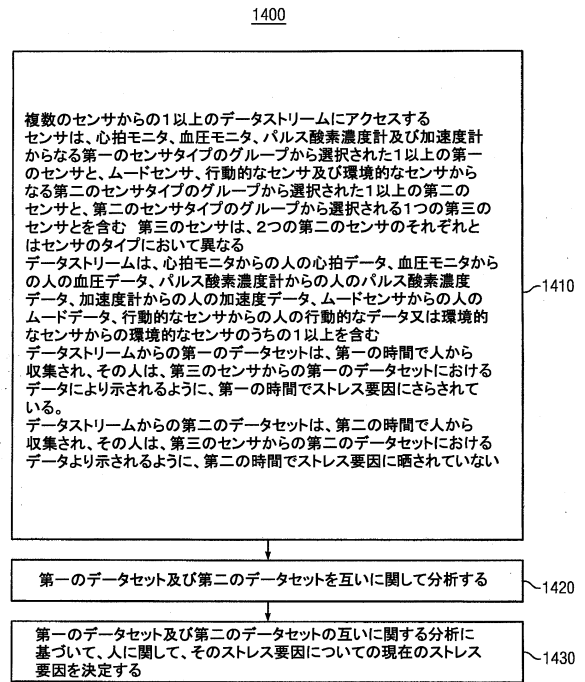 1400
複数のセンサからの1以上のデータストリームにアクセスする
センサは、心拍モニタ、血圧モニタ、パルス酸素濃度計及び加速度計
からなる第一のセンサタイプのグループから選択された1以上の第一
のセンサと、ムードセンサ、行動的なセンサ及び環境的なセンサから
なる第二のセンサタイプのグループから選択された1以上の第二の
センサと、第二のセンサタイプのグループから選択される1つの第三の
センサとを含む 第三のセンサは、2つの第二のセンサのそれぞれと
はセンサのタイプにおいて異なる
データストリームは、心拍モニタからの人の心拍データ、血圧モニタから
の人の血圧データ、パルス酸素濃度計からの人のパルス酸素濃度
データ、加速度計からの人の加速度データ、ムードセンサからの人の
ムードデータ、行動的なセンサからの人の行動的なデータ又は環境的
なセンサからの環境的なセンサのうちの1以上を含む
データストリームからの第一のデータセットは、第一の時間で人から
収集され、その人は、第三のセンサからの第一のデータセットにおける
データにより示されるように、第一の時間でストレス要因にさらされて
いる。
データストリームからの第二のデータセットは、第二の時間で人から
収集され、その人は、第三のセンサからの第二のデータセットにおける
データより示されるように、第二の時間でストレス要因に晒されていない
1410
第一のデータセット及び第二のデータセットを互いに関して分析する
1420
第一のデータセット及び第二のデータセットの互いに関する分析に
基づいて、人に関して、そのストレス要因についての現在のストレス
要因を決定する
1430